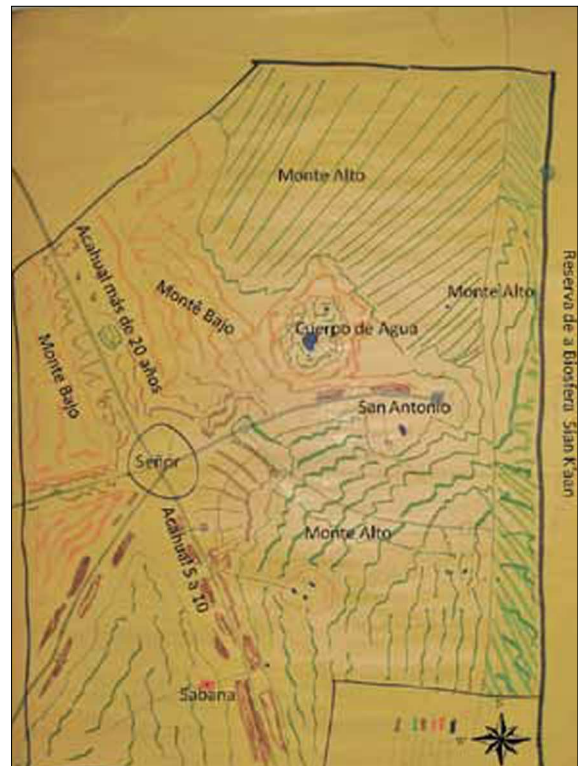 Monte Alto
Monte Alto
Reserva de a Biosfera Sian Ka'an
Acahual más de 20 años
Monte Bajo
Cuerpo de Agua
Monte Bajo
San Antonio
Señor
Monte Alto
Acahual 5 a 10
Sabana